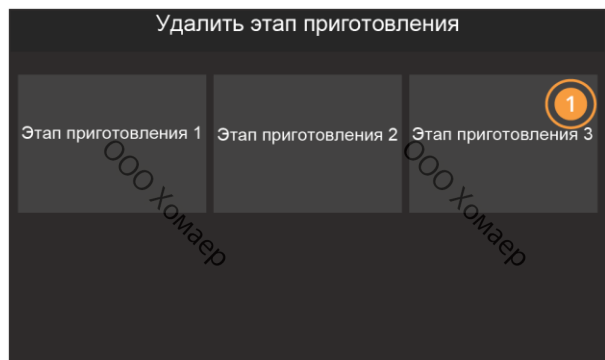 Удалить этап приготовления
1
Этап приготовления 1
Этап приготовления 2
Этап приготовления 3
ООО Хомаер
ООО Хомаер